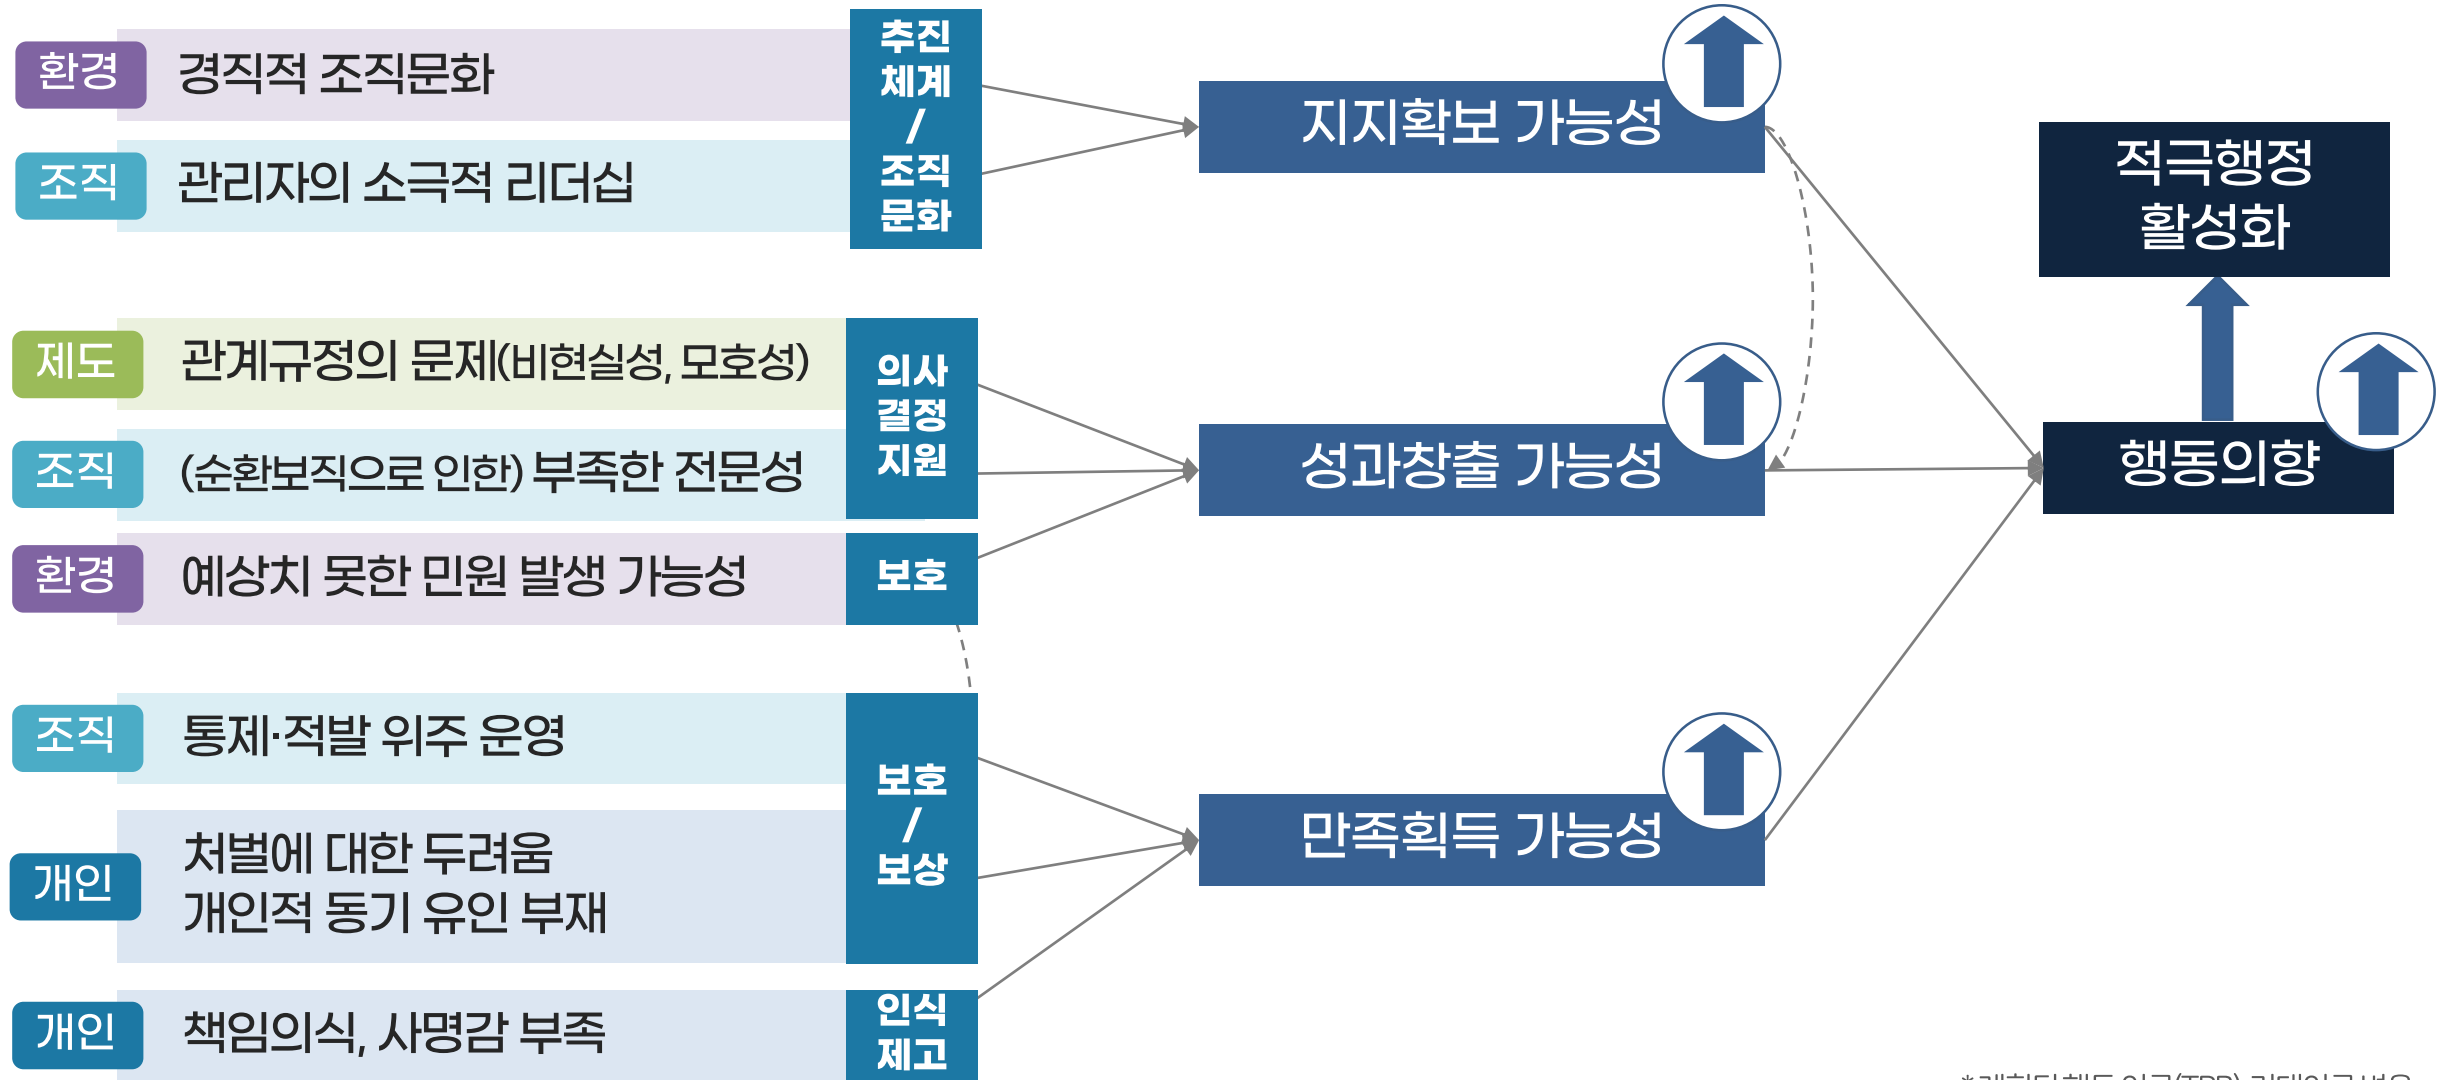 환경 경직적 조직문화
조직 관리자의 소극적 리더십
추진
체계
/
조직
문화
제도 관계규정의 문제(비현실성, 모호성)
조직 (순환보직으로 인한) 부족한 전문성
의사
결정
지원
환경 예상치 못한 민원 발생 가능성
보호
조직 통제·적발 위주 운영
개인 처벌에 대한 두려움
개인적 동기 유인 부재
보호
/
보상
개인 책임의식, 사명감 부족
인식
제고
지지확보 가능성
성과창출 가능성
만족획득 가능성
적극행정
활성화
행동의향